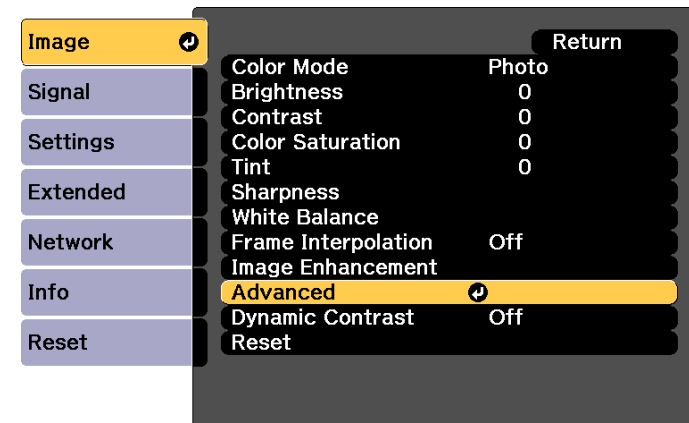 Image
Signal
Settings
Extended
Network
Info
Reset
Return
Color Mode Photo
Brightness 0
Contrast 0
Color Saturation 0
Tint 0
Sharpness
White Balance
Frame Interpolation Off
Image Enhancement
Advanced
Dynamic Contrast Off
Reset